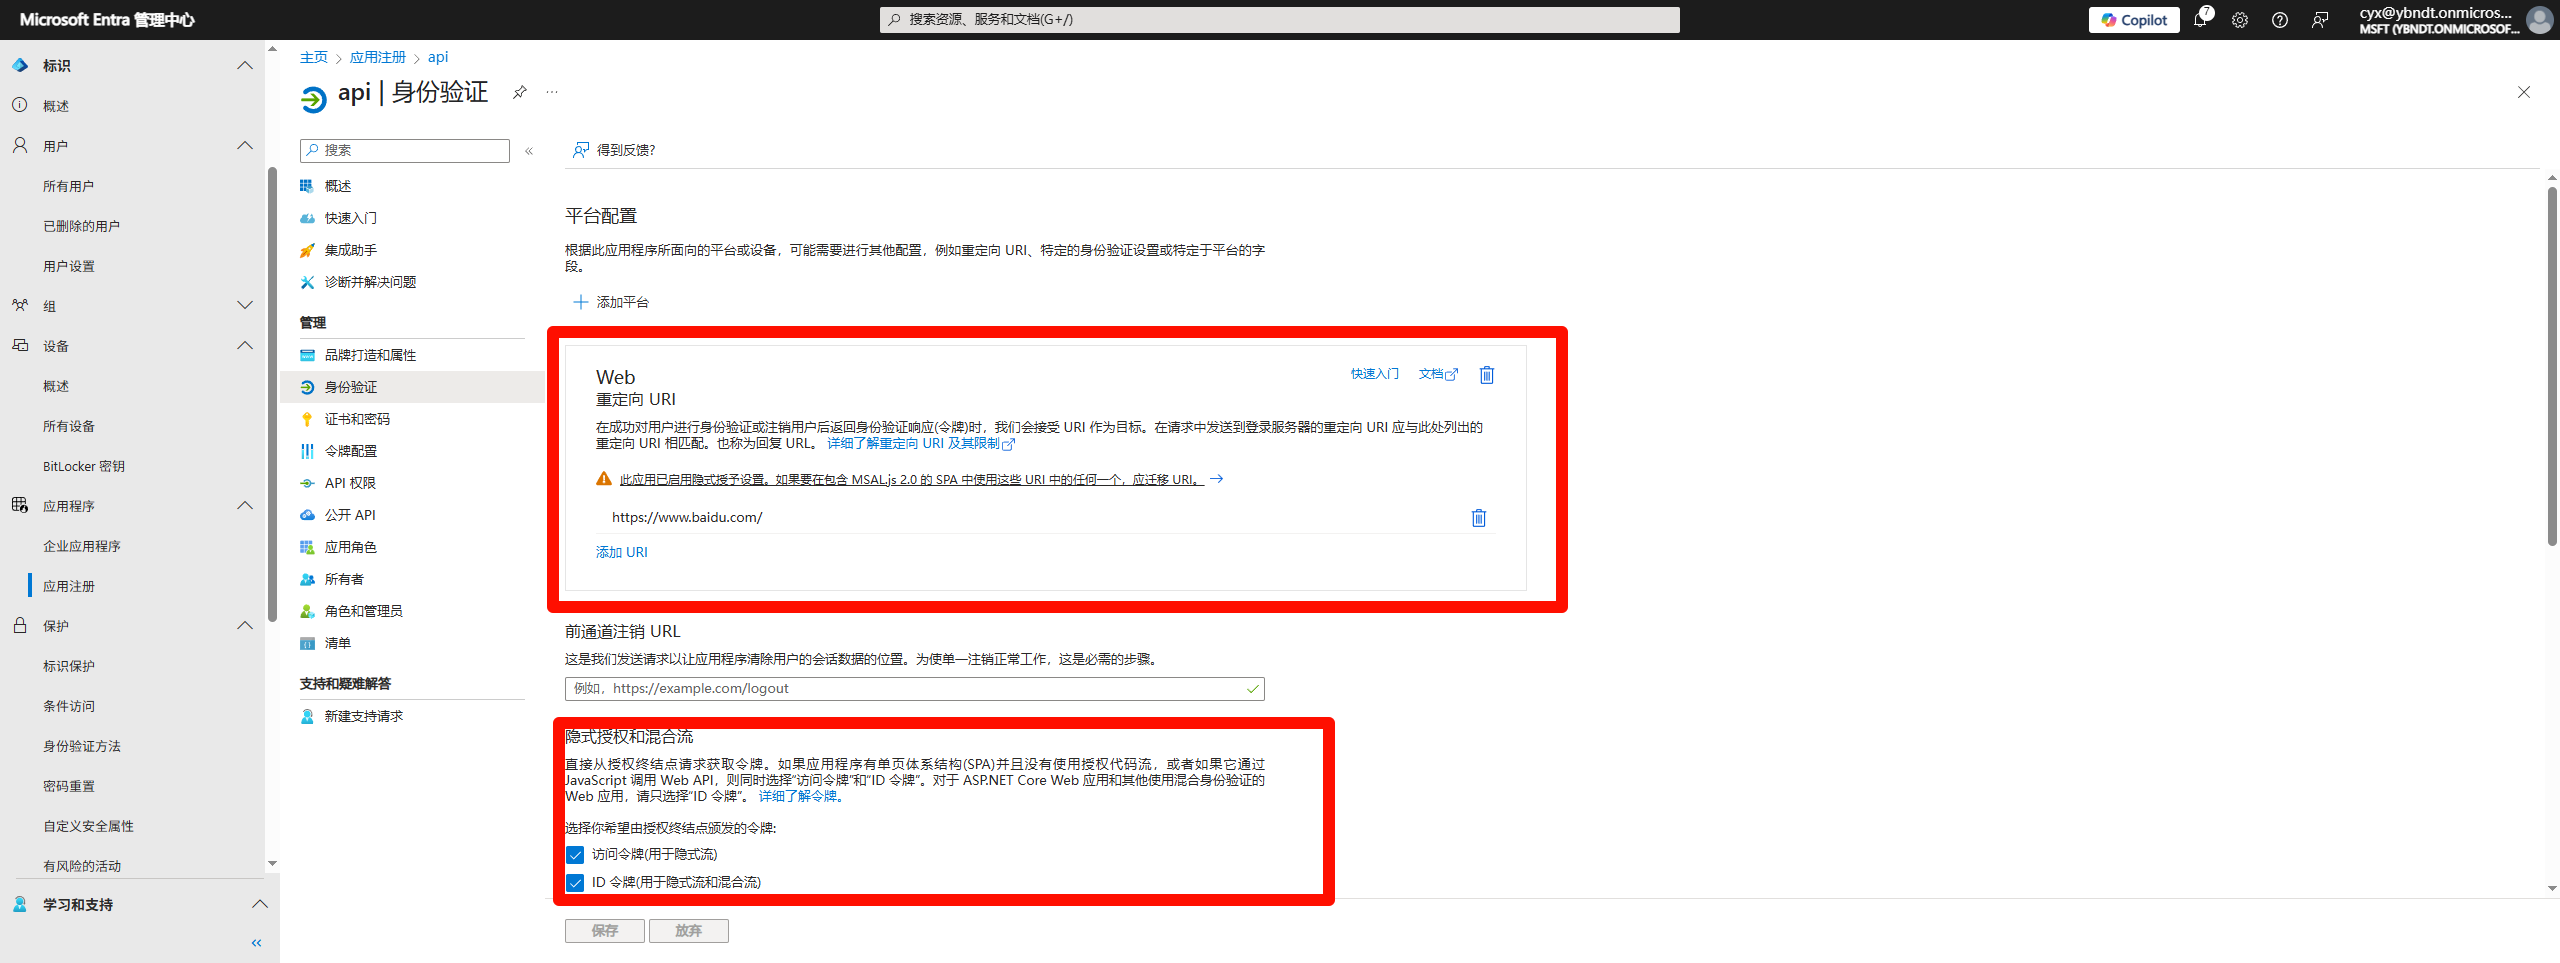 Microsoft Entra 管理中心
搜索资源、服务和文档(G+/)
Copilot
7
cyx@ybndt.onmicros...
MSFT (YBNDT.ONMICROSOF...
标识
概述
用户
所有用户
已删除的用户
用户设置
组
设备
概述
所有设备
BitLocker 密钥
应用程序
企业应用程序
应用注册
保护
标识保护
条件访问
身份验证方法
密码重置
自定义安全属性
有风险的活动
学习和支持
主页 > 应用注册 > api
api | 身份验证
搜索
概述
快速入门
集成助手
诊断并解决问题
管理
品牌打造和属性
身份验证
证书和密码
令牌配置
API 权限
公开 API
应用角色
所有者
角色和管理员
清单
支持和疑难解答
新建支持请求
得到反馈?
平台配置
根据此应用程序所面向的平台或设备，可能需要进行其他配置，例如重定向 URI、特定的身份验证设置或特定于平台的字
段。
添加平台
Web
快速入门 文档
重定向 URI
在成功对用户进行身份验证或注销用户后返回身份验证响应(令牌)时，我们会接受 URI 作为目标。在请求中发送到登录服务器的重定向 URI 应与此处列出的
重定向 URI 相匹配。也称为回复 URL。 详细了解重定向 URI 及其限制
此应用已启用隐式授予设置。如果要在包含 MSAL.js 2.0 的 SPA 中使用这些 URI 中的任何一个，应迁移 URI。
https://www.baidu.com/
添加 URI
前通道注销 URL
这是我们发送请求以让应用程序清除用户的会话数据的位置。为使单一注销正常工作，这是必需的步骤。
例如，https://example.com/logout
隐式授权和混合流
直接从授权终结点请求获取令牌。如果应用程序有单页体系结构(SPA)并且没有使用授权代码流，或者如果它通过
JavaScript 调用 Web API，则同时选择“访问令牌”和“ID 令牌”。对于 ASP.NET Core Web 应用和其他使用混合身份验证的
Web 应用，请只选择“ID 令牌”。 详细了解令牌。
选择你希望由授权终结点颁发的令牌:
访问令牌(用于隐式流)
ID 令牌(用于隐式流和混合流)
保存 放弃